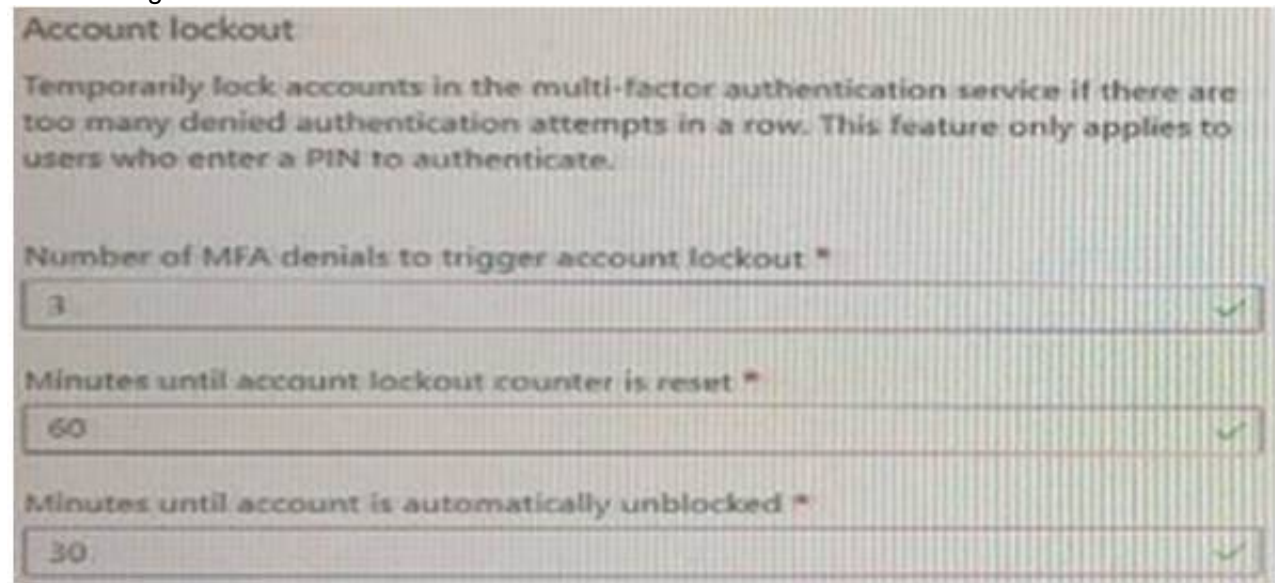 Account lockout
Temporarily lock accounts in the multi-factor authentication service if there are
too many denied authentication attempts in a row. This feature only applies to
users who enter a PIN to authenticate.
Number of MFA denials to trigger account lockout *
3
Minutes until account lockout counter is reset *
60
Minutes until account is automatically unblocked *
30